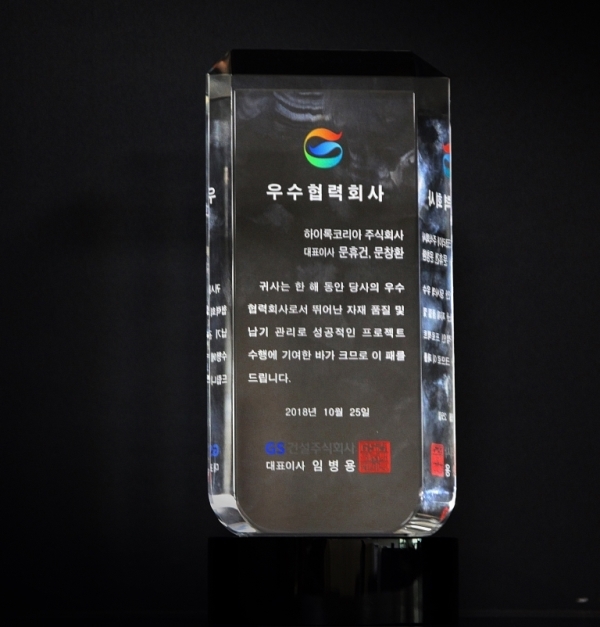 우수협력회사
하이록코리아 주식회사
대표이사 문휴건, 문창환
귀사는 한 해 동안 당사의 우수
협력회사로서 뛰어난 자재 품질 및
납기 관리로 성공적인 프로젝트
수행에 기여한 바가 크므로 이 패를
드립니다.
2018년 10월 25일
GS건설주식회사
대표이사 임병용